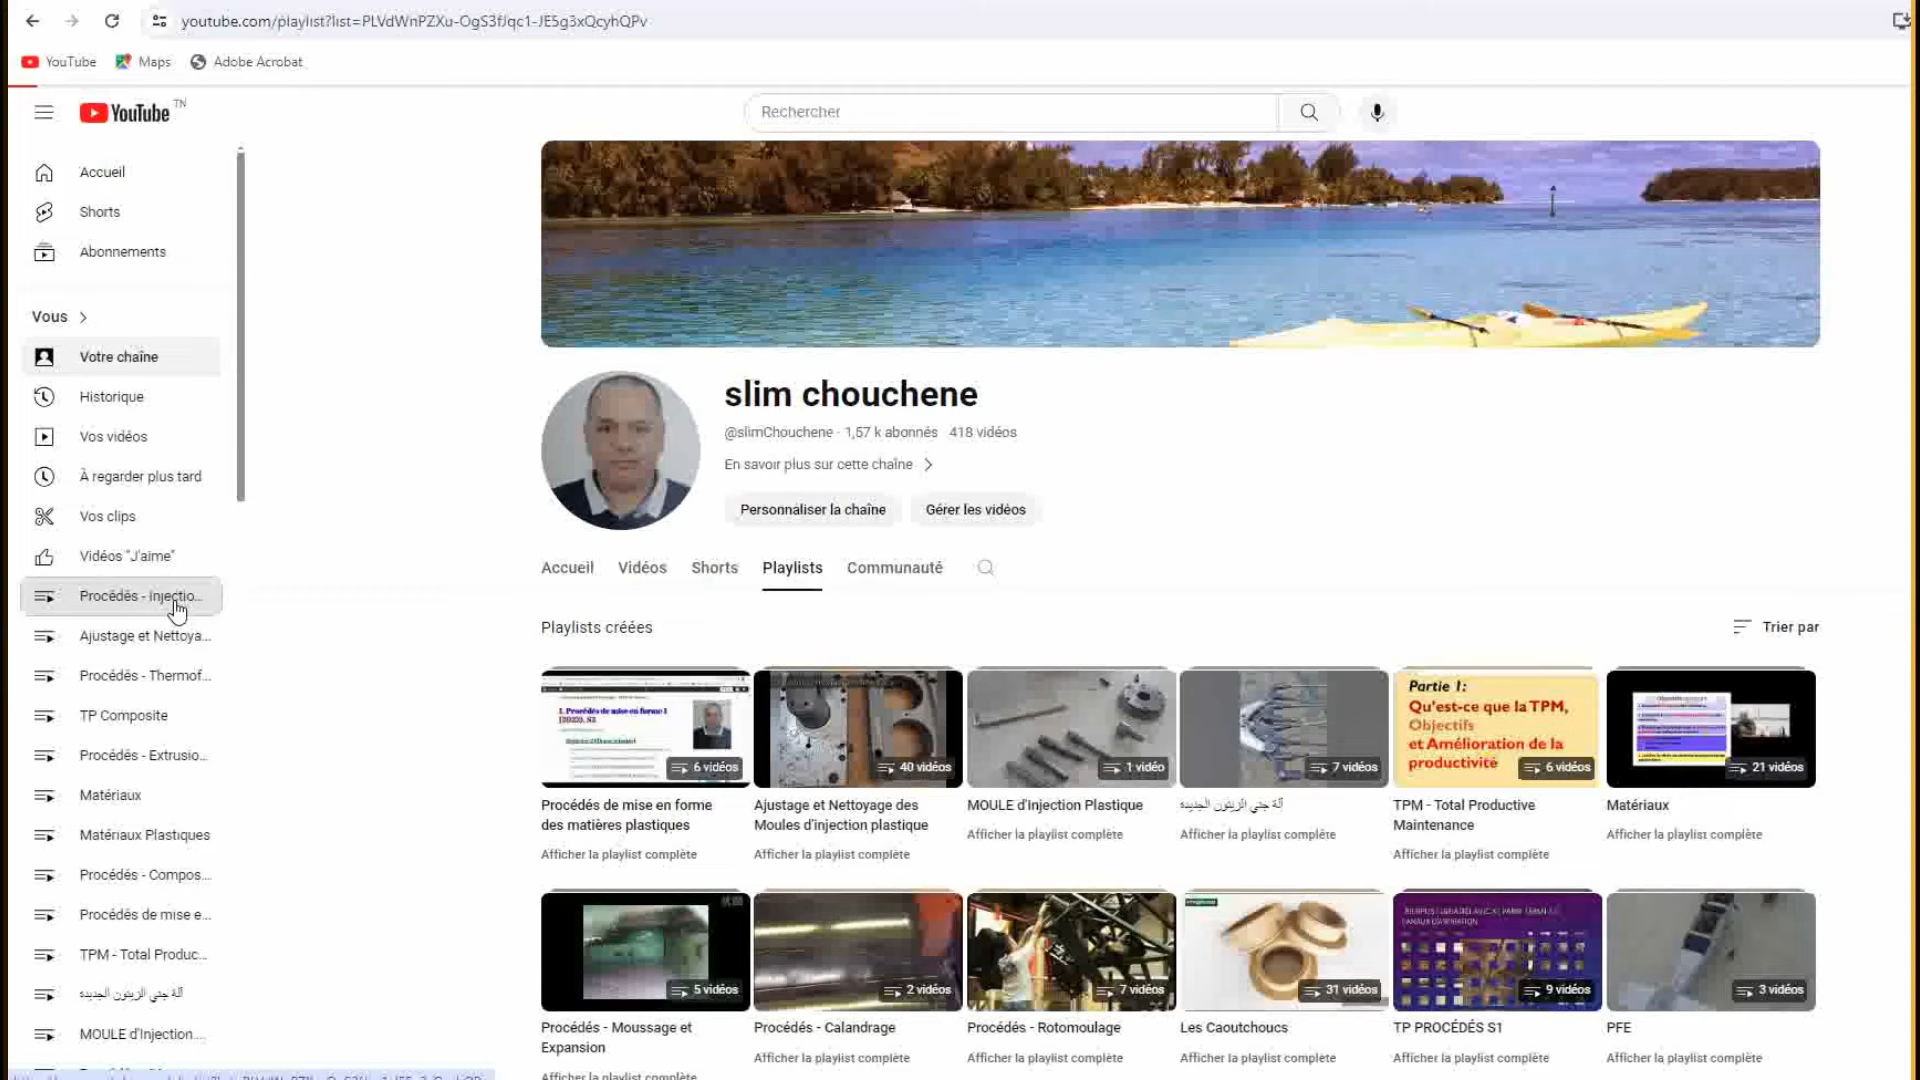 youtube.com/playlist?list=PLVdWnPZXu-OgS3fJqc1-JE5g3xQcyhQPv
YouTube
Maps
Adobe Acrobat
YouTube TN
Rechercher
Accueil
Shorts
Abonnements
Vous
Votre chaîne
Historique
Vos vidéos
À regarder plus tard
Vos clips
Vidéos "J'aime"
Procédés - Injectio...
Ajustage et Nettoya...
Procédés - Thermof...
TP Composite
Procédés - Extrusio...
Matériaux
Matériaux Plastiques
Procédés - Compos...
Procédés de mise e...
TPM - Total Produc...
آلة جني الزيتون الجديدة
MOULE d'Injection....
slim chouchene
@slimChouchene · 1,57 k abonnés 418 vidéos
En savoir plus sur cette chaîne
Personnaliser la chaîne
Gérer les vidéos
Accueil
Vidéos
Shorts
Playlists
Communauté
Playlists créées
Trier par
1. Procédés de mise en forme I
(2023), S3
6 vidéos
Procédés de mise en forme
des matières plastiques
Afficher la playlist complète
40 vidéos
Ajustage et Nettoyage des
Moules d'injection plastique
Afficher la playlist complète
1 vidéo
MOULE d'Injection Plastique
Afficher la playlist complète
7 vidéos
آلة جني الزيتون الجديدة
Afficher la playlist complète
Partie 1:
Qu'est-ce que la TPM,
Objectifs
et Amélioration de la
productivité
6 vidéos
TPM - Total Productive
Maintenance
Afficher la playlist complète
21 vidéos
Matériaux
Afficher la playlist complète
5 vidéos
Procédés - Moussage et
Expansion
Afficher la playlist complète
2 vidéos
Procédés - Calandrage
Afficher la playlist complète
7 vidéos
Procédés - Rotomoulage
Afficher la playlist complète
31 vidéos
Les Caoutchoucs
Afficher la playlist complète
9 vidéos
TP PROCÉDÉS S1
Afficher la playlist complète
3 vidéos
PFE
Afficher la playlist complète